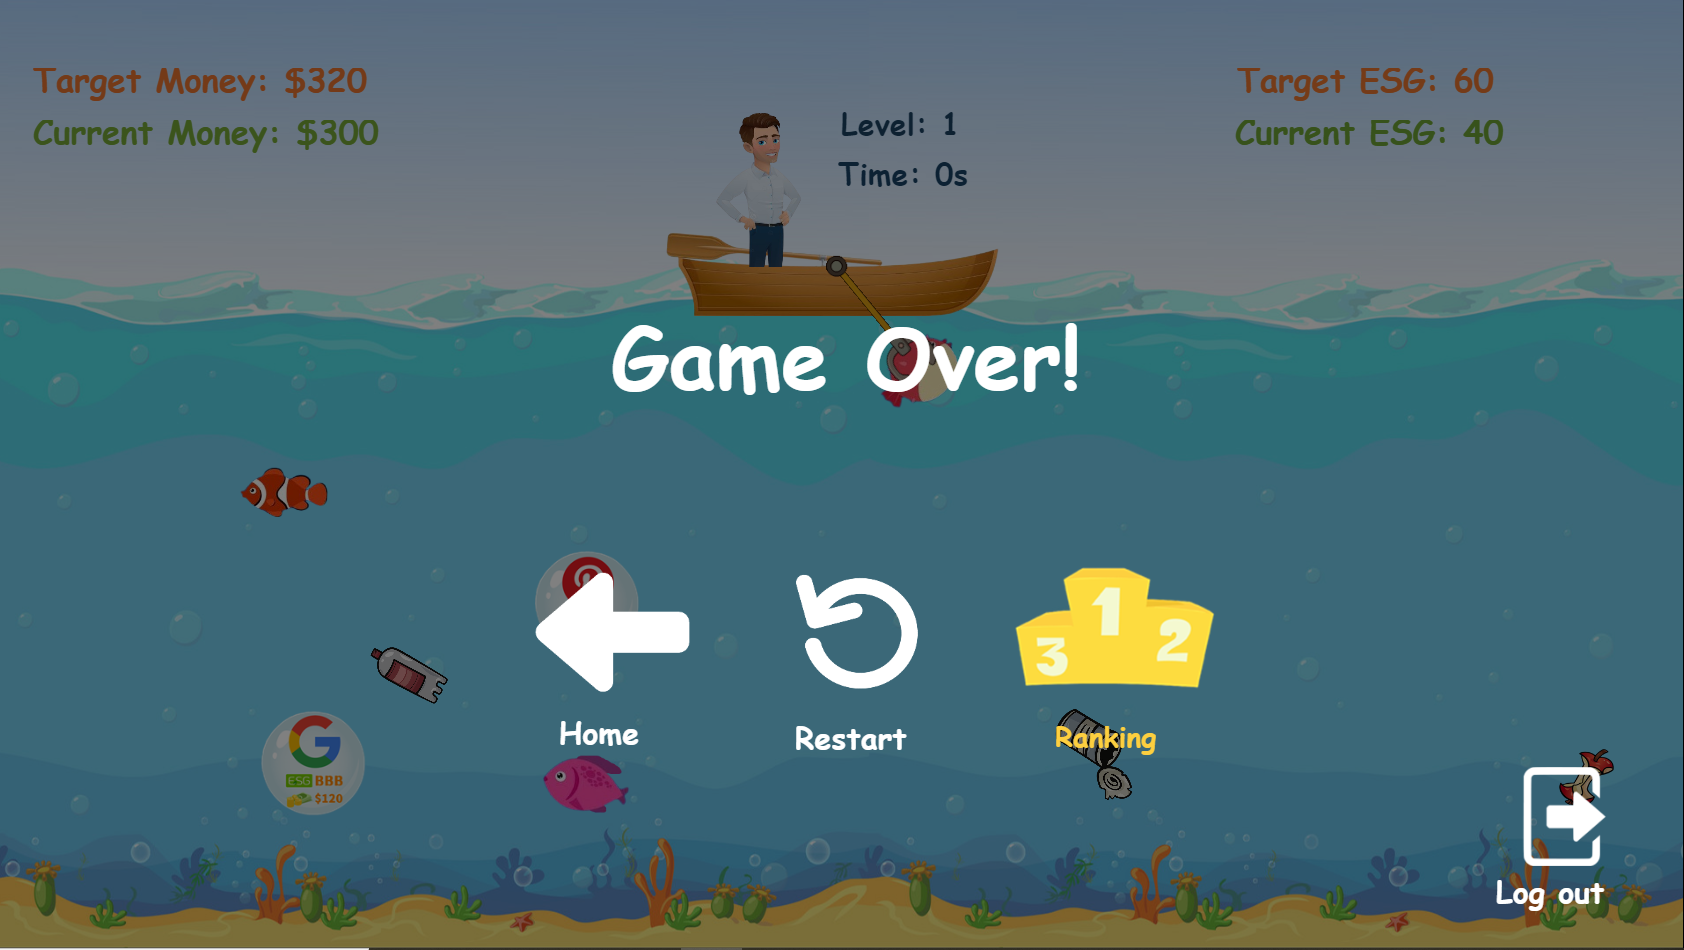 Target Money: $320
Current Money: $300
Level: 1
Time: 0s
Target ESG: 60
Current ESG: 40
Game Over!
1
2
3
Home
Restart
Ranking
G
ESG BBB
$120
Log out